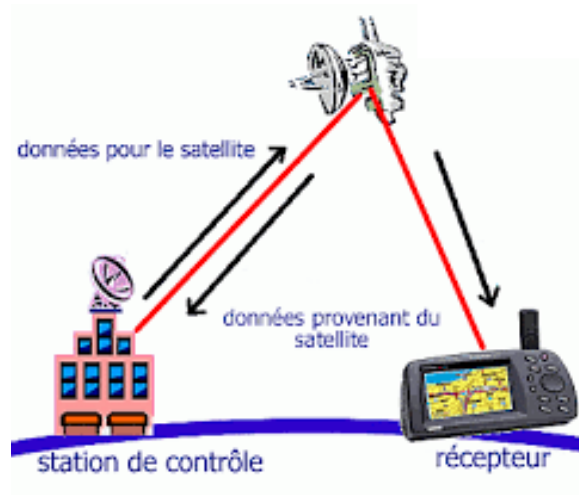 données pour le satellite
données provenant du
satellite
station de contrôle
récepteur